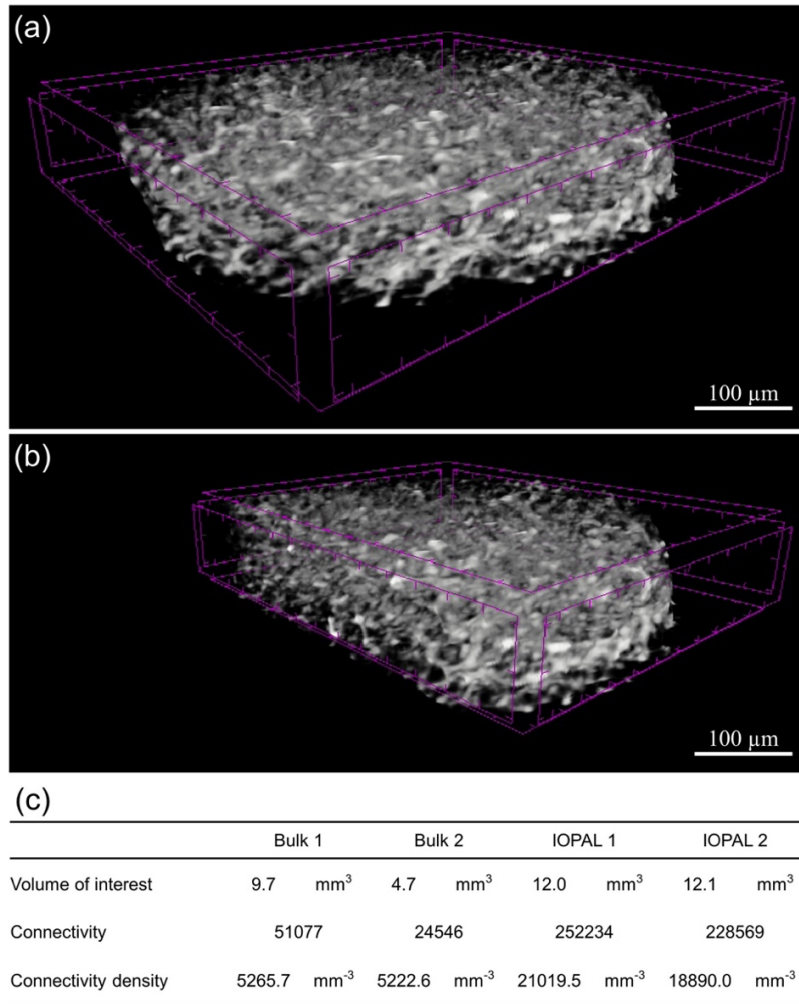 (a)
100 µm
(b)
100 µm
(c)
Bulk 1 Bulk 2 IOPAL 1 IOPAL 2
Volume of interest 9.7 mm³ 4.7 mm³ 12.0 mm³ 12.1 mm³
Connectivity 51077 24546 252234 228569
Connectivity density 5265.7 mm⁻³ 5222.6 mm⁻³ 21019.5 mm⁻³ 18890.0 mm⁻³